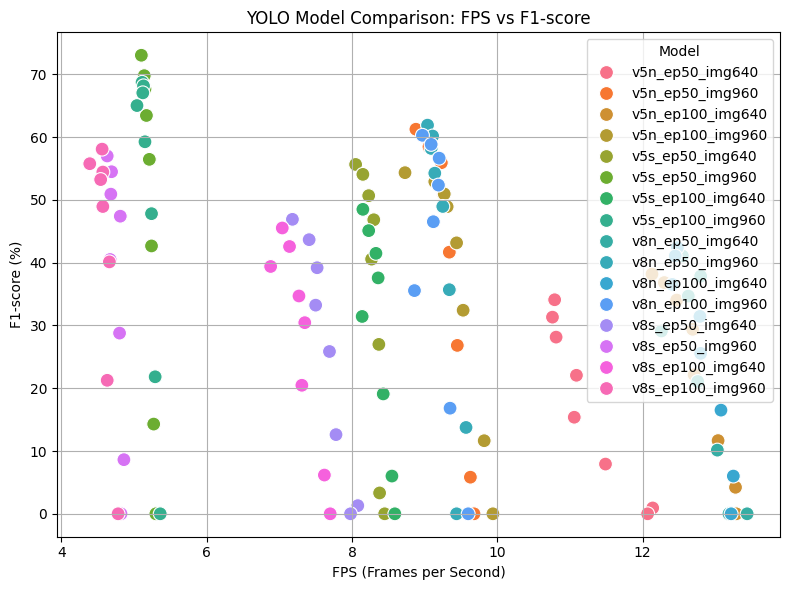 YOLO Model Comparison: FPS vs F1-score
Model
v5n_ep50_img640
v5n_ep50_img960
v5n_ep100_img640
v5n_ep100_img960
v5s_ep50_img640
v5s_ep50_img960
v5s_ep100_img640
v5s_ep100_img960
v8n_ep50_img640
v8n_ep50_img960
v8n_ep100_img640
v8n_ep100_img960
v8s_ep50_img640
v8s_ep50_img960
v8s_ep100_img640
v8s_ep100_img960
F1-score (%)
70
60
50
40
30
20
10
0
4
6
8
10
12
FPS (Frames per Second)